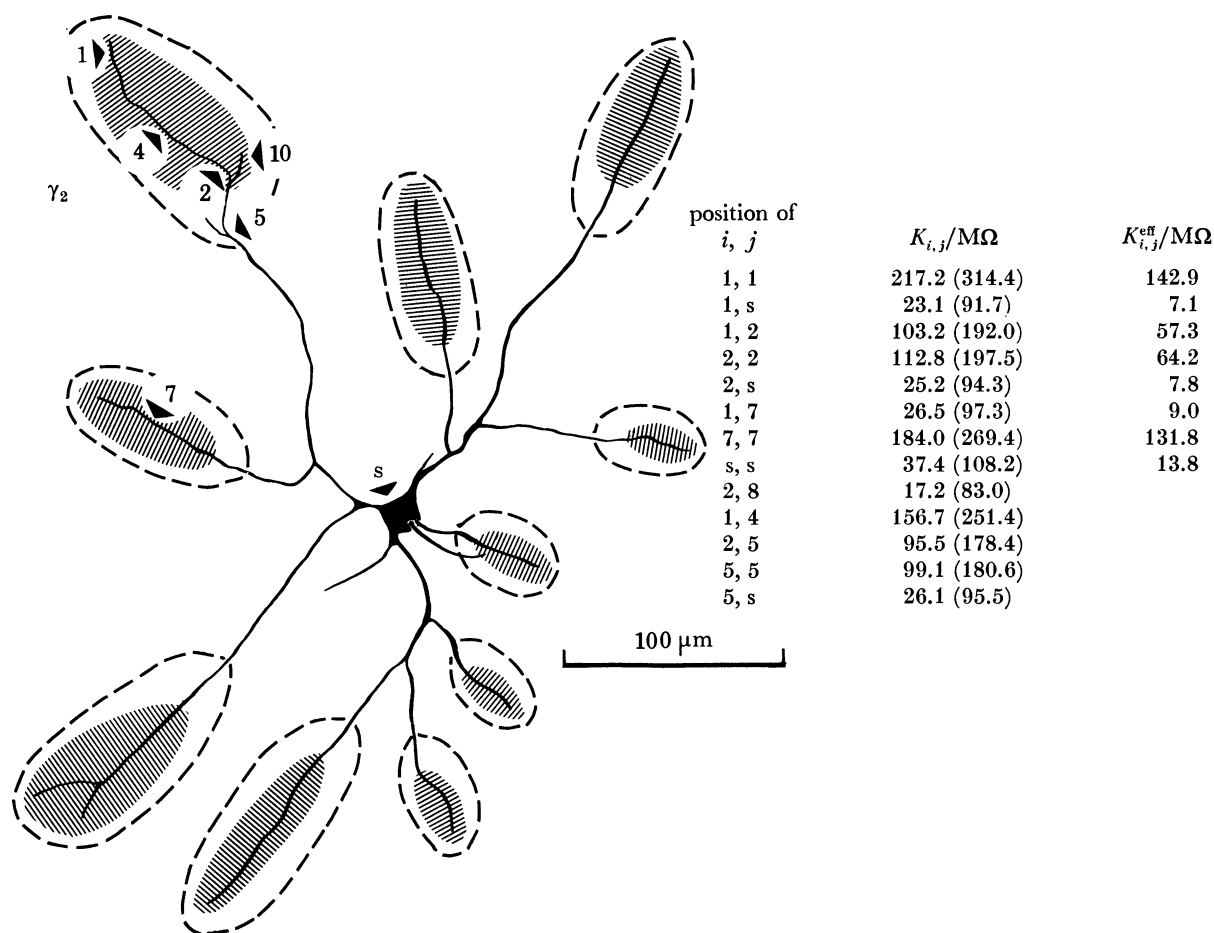 1
4
10
2
5
γ₂
7
s
position of
i, j K_{i,j}/MΩ K^{eff}_{i,j}/MΩ
1, 1 217.2 (314.4) 142.9
1, s 23.1 (91.7) 7.1
1, 2 103.2 (192.0) 57.3
2, 2 112.8 (197.5) 64.2
2, s 25.2 (94.3) 7.8
1, 7 26.5 (97.3) 9.0
7, 7 184.0 (269.4) 131.8
s, s 37.4 (108.2) 13.8
2, 8 17.2 (83.0)
1, 4 156.7 (251.4)
2, 5 95.5 (178.4)
5, 5 99.1 (180.6)
5, s 26.1 (95.5)
100 μm